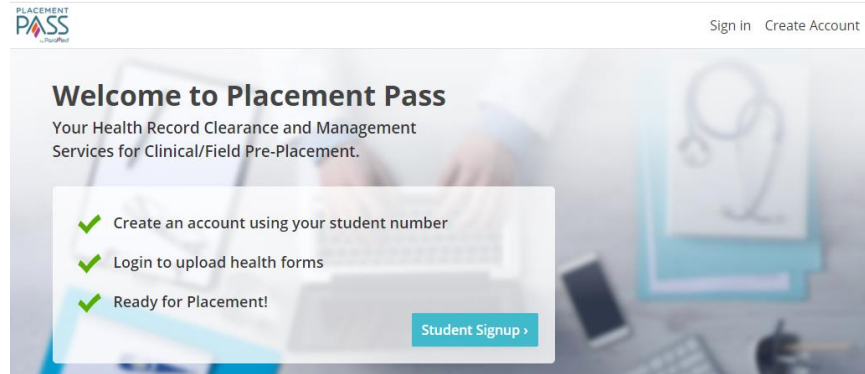 PLACEMENT
PASS
by ParaMed
Sign in Create Account
Welcome to Placement Pass
Your Health Record Clearance and Management
Services for Clinical/Field Pre-Placement.
Create an account using your student number
Login to upload health forms
Ready for Placement!
Student Signup ›